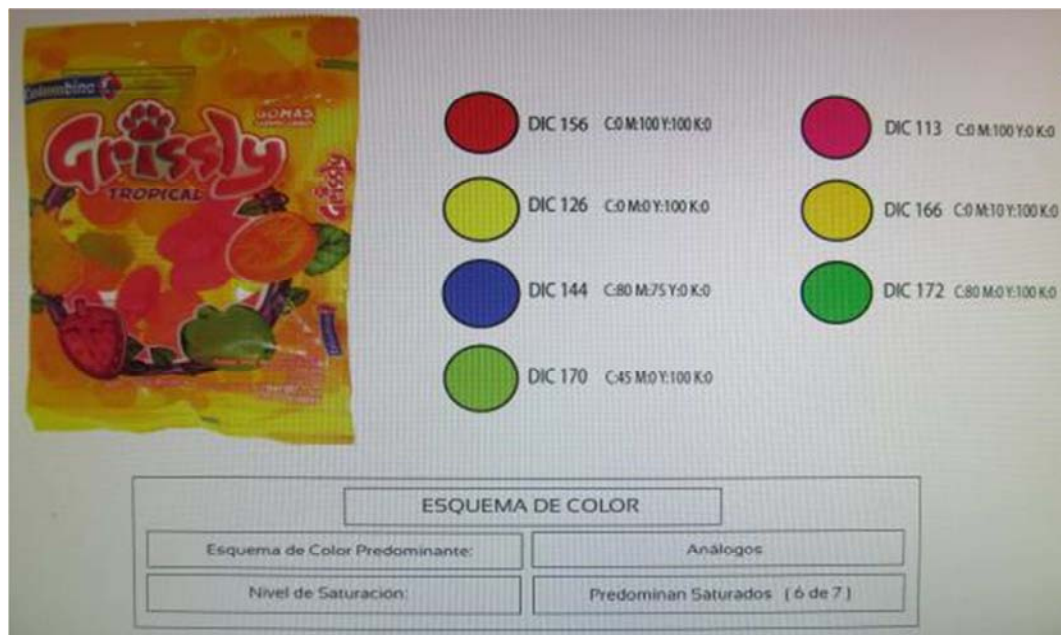 Colombina
GOMAS
Grissly
TROPICAL
Grissly
DIC 156 C:0 M:100 Y:100 K:0
DIC 113 C:0 M:100 Y:0 K:0
DIC 126 C:0 M:0 Y:100 K:0
DIC 166 C:0 M:10 Y:100 K:0
DIC 144 C:80 M:75 Y:0 K:0
DIC 172 C:80 M:0 Y:100 K:0
DIC 170 C:45 M:0 Y:100 K:0
ESQUEMA DE COLOR
Esquema de Color Predominante:
Análogos
Nivel de Saturación:
Predominan Saturados ( 6 de 7 )